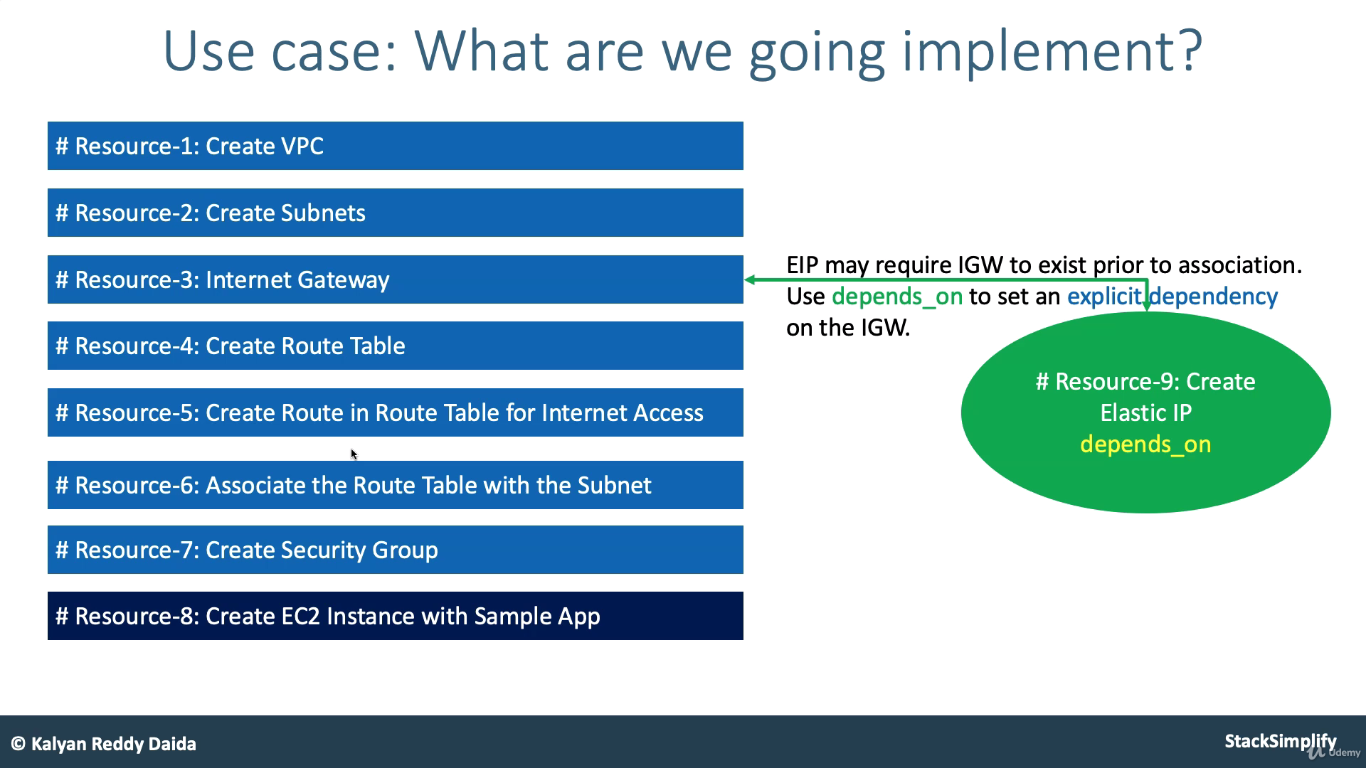 Use case: What are we going implement?
# Resource-1: Create VPC
# Resource-2: Create Subnets
# Resource-3: Internet Gateway
# Resource-4: Create Route Table
# Resource-5: Create Route in Route Table for Internet Access
# Resource-6: Associate the Route Table with the Subnet
# Resource-7: Create Security Group
# Resource-8: Create EC2 Instance with Sample App
EIP may require IGW to exist prior to association.
Use depends_on to set an explicit dependency
on the IGW.
# Resource-9: Create
Elastic IP
depends_on
© Kalyan Reddy Daida
StackSimplify
Udemy